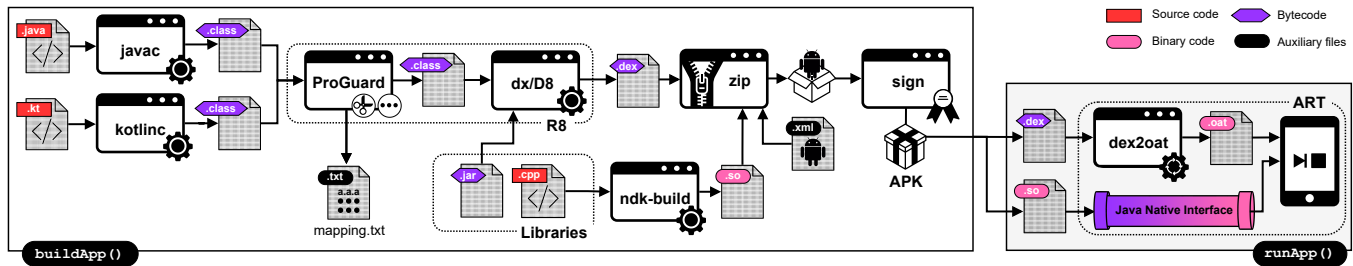 .java
javac
.class
.kt
kotlinc
.class
ProGuard
.class
dx/D8
R8
.txt
a.a.a
mapping.txt
.jar
.cpp
Libraries
ndk-build
.so
.dex
zip
.xml
sign
APK
buildApp()
Source code
Bytecode
Binary code
Auxiliary files
ART
.dex
dex2oat
.oat
.so
Java Native Interface
runApp()